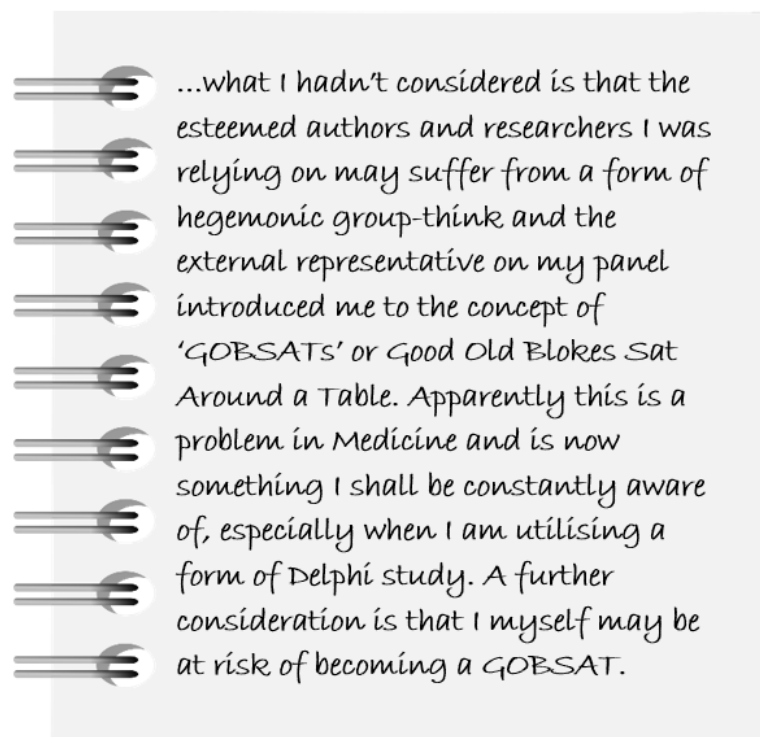 ...what I hadn't considered is that the
esteemed authors and researchers I was
relying on may suffer from a form of
hegemonic group-think and the
external representative on my panel
introduced me to the concept of
'GOBSATs' or Good Old Blokes Sat
Around a Table. Apparently this is a
problem in Medicine and is now
something I shall be constantly aware
of, especially when I am utilising a
form of Delphi study. A further
consideration is that I myself may be
at risk of becoming a GOBSAT.